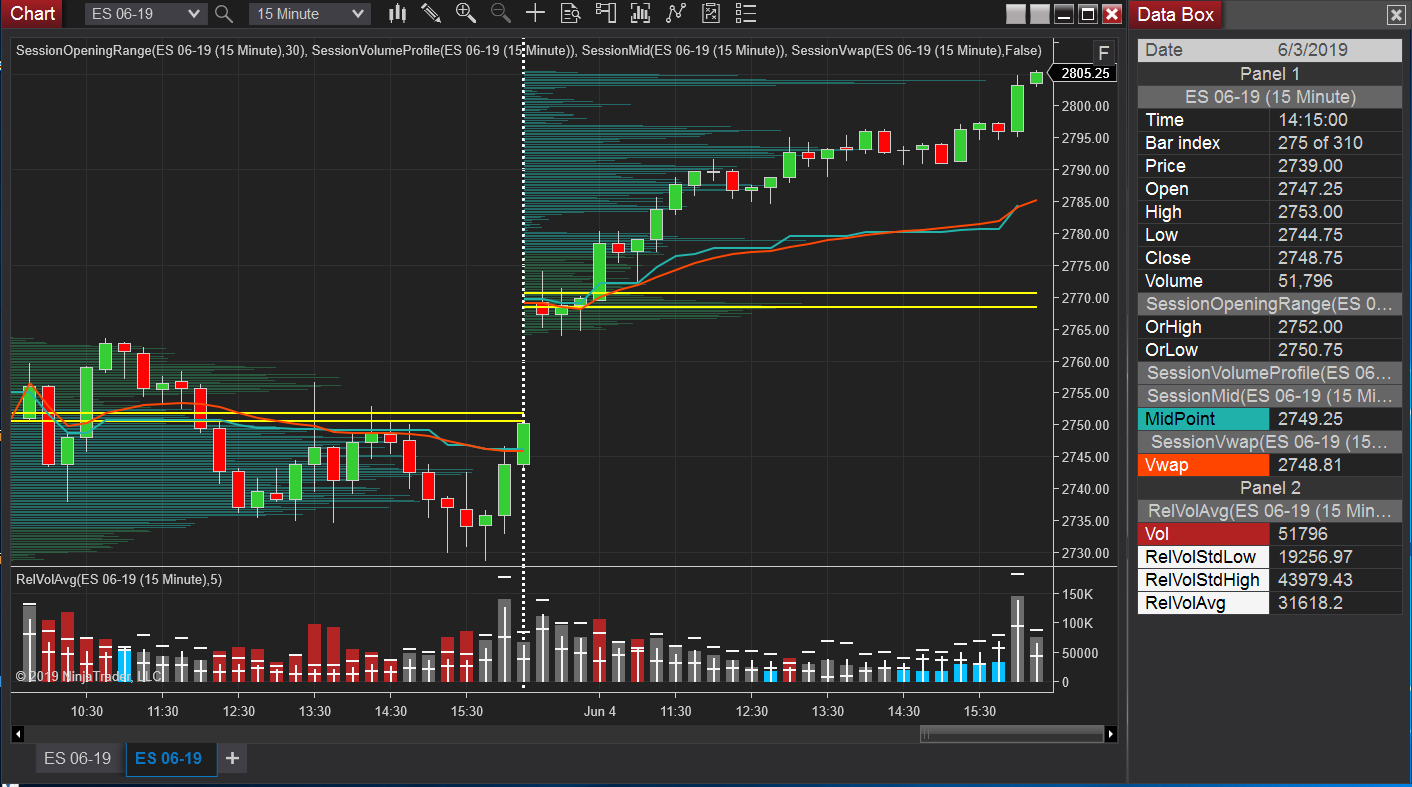 Chart
ES 06-19
15 Minute
SessionOpeningRange(ES 06-19 (15 Minute),30), SessionVolumeProfile(ES 06-19 (15 Minute)), SessionMid(ES 06-19 (15 Minute)), SessionVwap(ES 06-19 (15 Minute),False)
F
2805.25
2800.00
2795.00
2790.00
2785.00
2780.00
2775.00
2770.00
2765.00
2760.00
2755.00
2750.00
2745.00
2740.00
2735.00
2730.00
RelVolAvg(ES 06-19 (15 Minute),5)
150K
100K
50000
0
© 2019 NinjaTrader, LLC
10:30
11:30
12:30
13:30
14:30
15:30
Jun 4
11:30
12:30
13:30
14:30
15:30
ES 06-19
ES 06-19
+
Data Box
Date 6/3/2019
Panel 1
ES 06-19 (15 Minute)
Time 14:15:00
Bar index 275 of 310
Price 2739.00
Open 2747.25
High 2753.00
Low 2744.75
Close 2748.75
Volume 51,796
SessionOpeningRange(ES 0...
OrHigh 2752.00
OrLow 2750.75
SessionVolumeProfile(ES 06...
SessionMid(ES 06-19 (15 Mi...
MidPoint 2749.25
SessionVwap(ES 06-19 (15...
Vwap 2748.81
Panel 2
RelVolAvg(ES 06-19 (15 Min...
Vol 51796
RelVolStdLow 19256.97
RelVolStdHigh 43979.43
RelVolAvg 31618.2